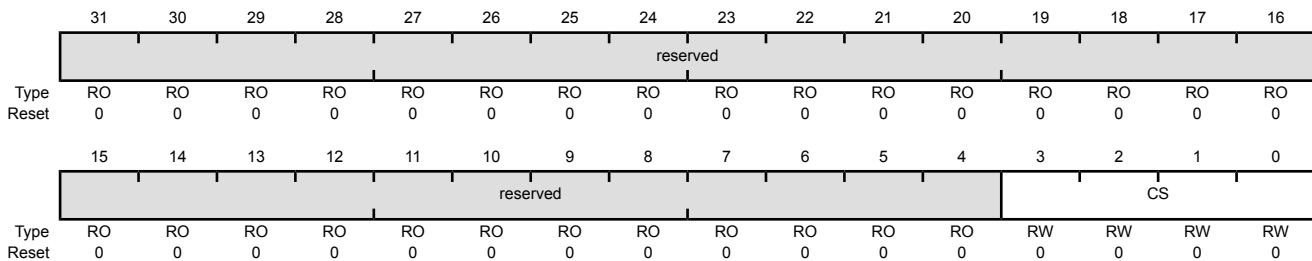 31 30 29 28 27 26 25 24 23 22 21 20 19 18 17 16
reserved
Type RO RO RO RO RO RO RO RO RO RO RO RO RO RO RO RO
Reset 0 0 0 0 0 0 0 0 0 0 0 0 0 0 0 0
15 14 13 12 11 10 9 8 7 6 5 4 3 2 1 0
reserved CS
Type RO RO RO RO RO RO RO RO RO RO RO RO RW RW RW RW
Reset 0 0 0 0 0 0 0 0 0 0 0 0 0 0 0 0